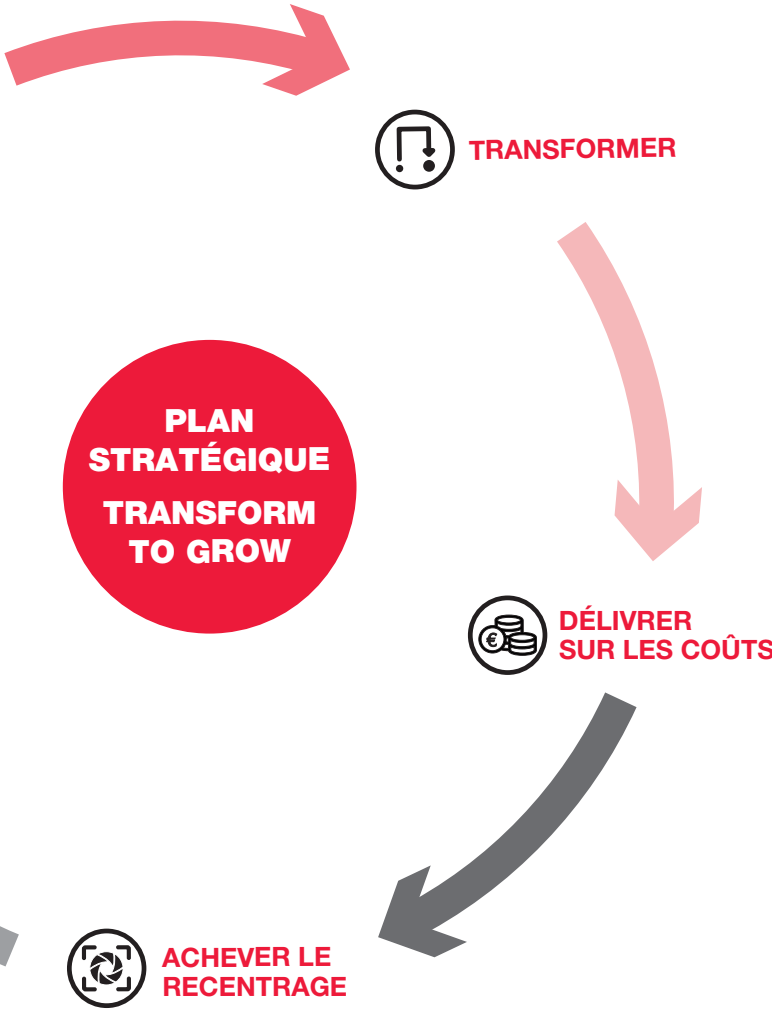 TRANSFORMER
PLAN
STRATÉGIQUE
TRANSFORM
TO GROW
DÉLIVRER
SUR LES COÛTS
ACHEVER LE
RECENTRAGE